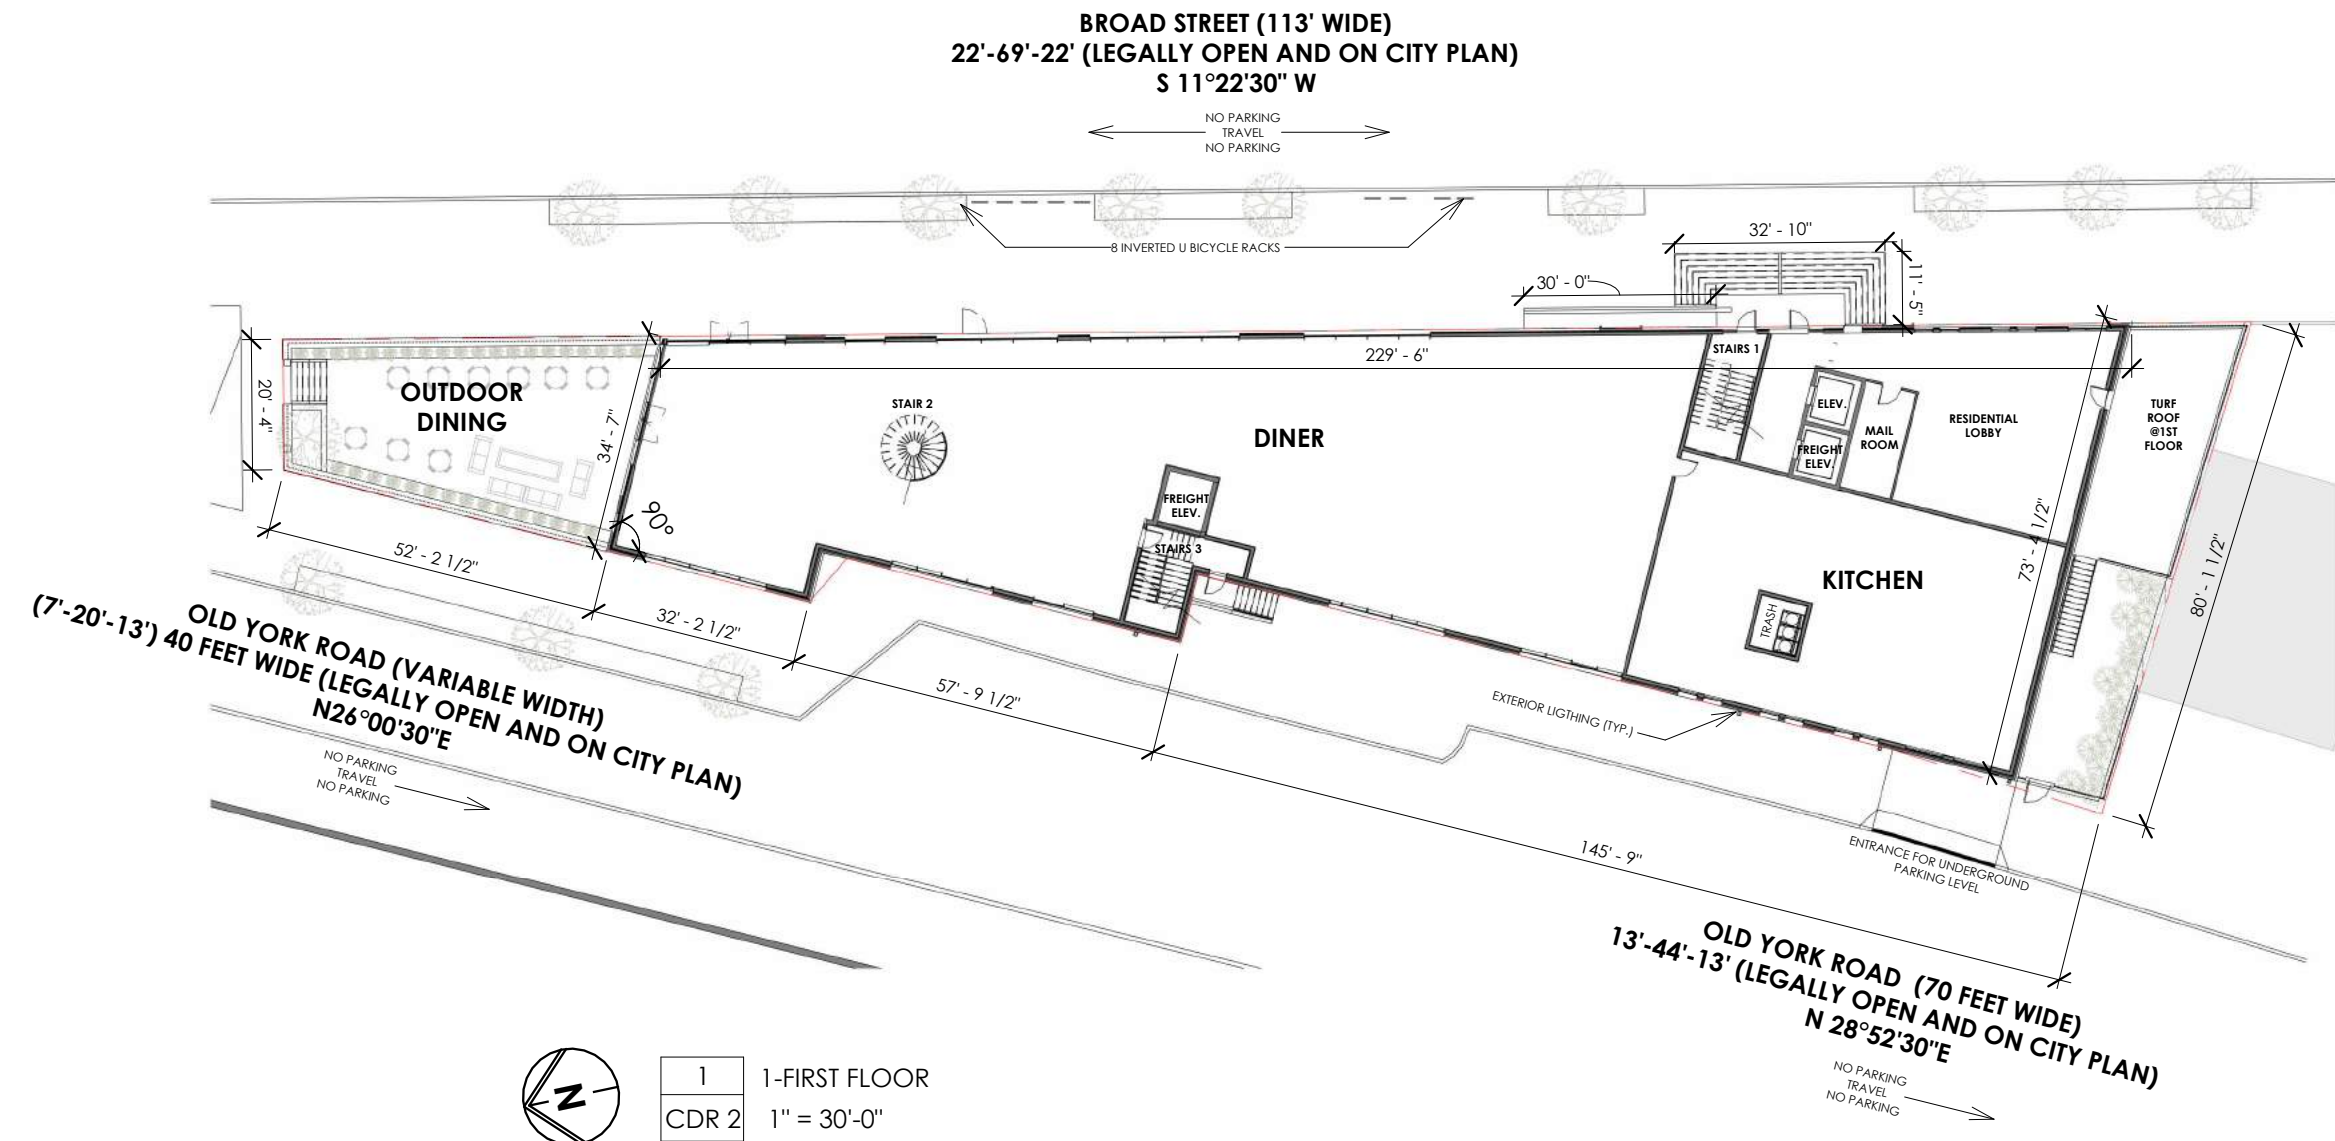 BROAD STREET (113' WIDE)
22'-69'-22' (LEGALLY OPEN AND ON CITY PLAN)
S 11°22'30" W
NO PARKING
TRAVEL
NO PARKING
8 INVERTED U BICYCLE RACKS
32' - 10"
11' - 5"
30' - 0"
229' - 6"
20' - 4"
OUTDOOR
DINING
34' - 7"
90°
STAIR 2
DINER
STAIRS 1
ELEV.
FREIGHT
ELEV.
MAIL
ROOM
RESIDENTIAL
LOBBY
TURF
ROOF
@1ST
FLOOR
FREIGHT
ELEV.
STAIRS 3
KITCHEN
TRASH
73' - 4 1/2"
80' - 1 1/2"
52' - 2 1/2"
32' - 2 1/2"
57' - 9 1/2"
145' - 9"
EXTERIOR LIGTHING (TYP.)
ENTRANCE FOR UNDERGROUND
PARKING LEVEL
OLD YORK ROAD (VARIABLE WIDTH)
(7'-20'-13') 40 FEET WIDE (LEGALLY OPEN AND ON CITY PLAN)
N26°00'30"E
NO PARKING
TRAVEL
NO PARKING
OLD YORK ROAD (70 FEET WIDE)
13'-44'-13' (LEGALLY OPEN AND ON CITY PLAN)
N 28°52'30"E
NO PARKING
TRAVEL
NO PARKING
N
1
1-FIRST FLOOR
CDR 2
1" = 30'-0"